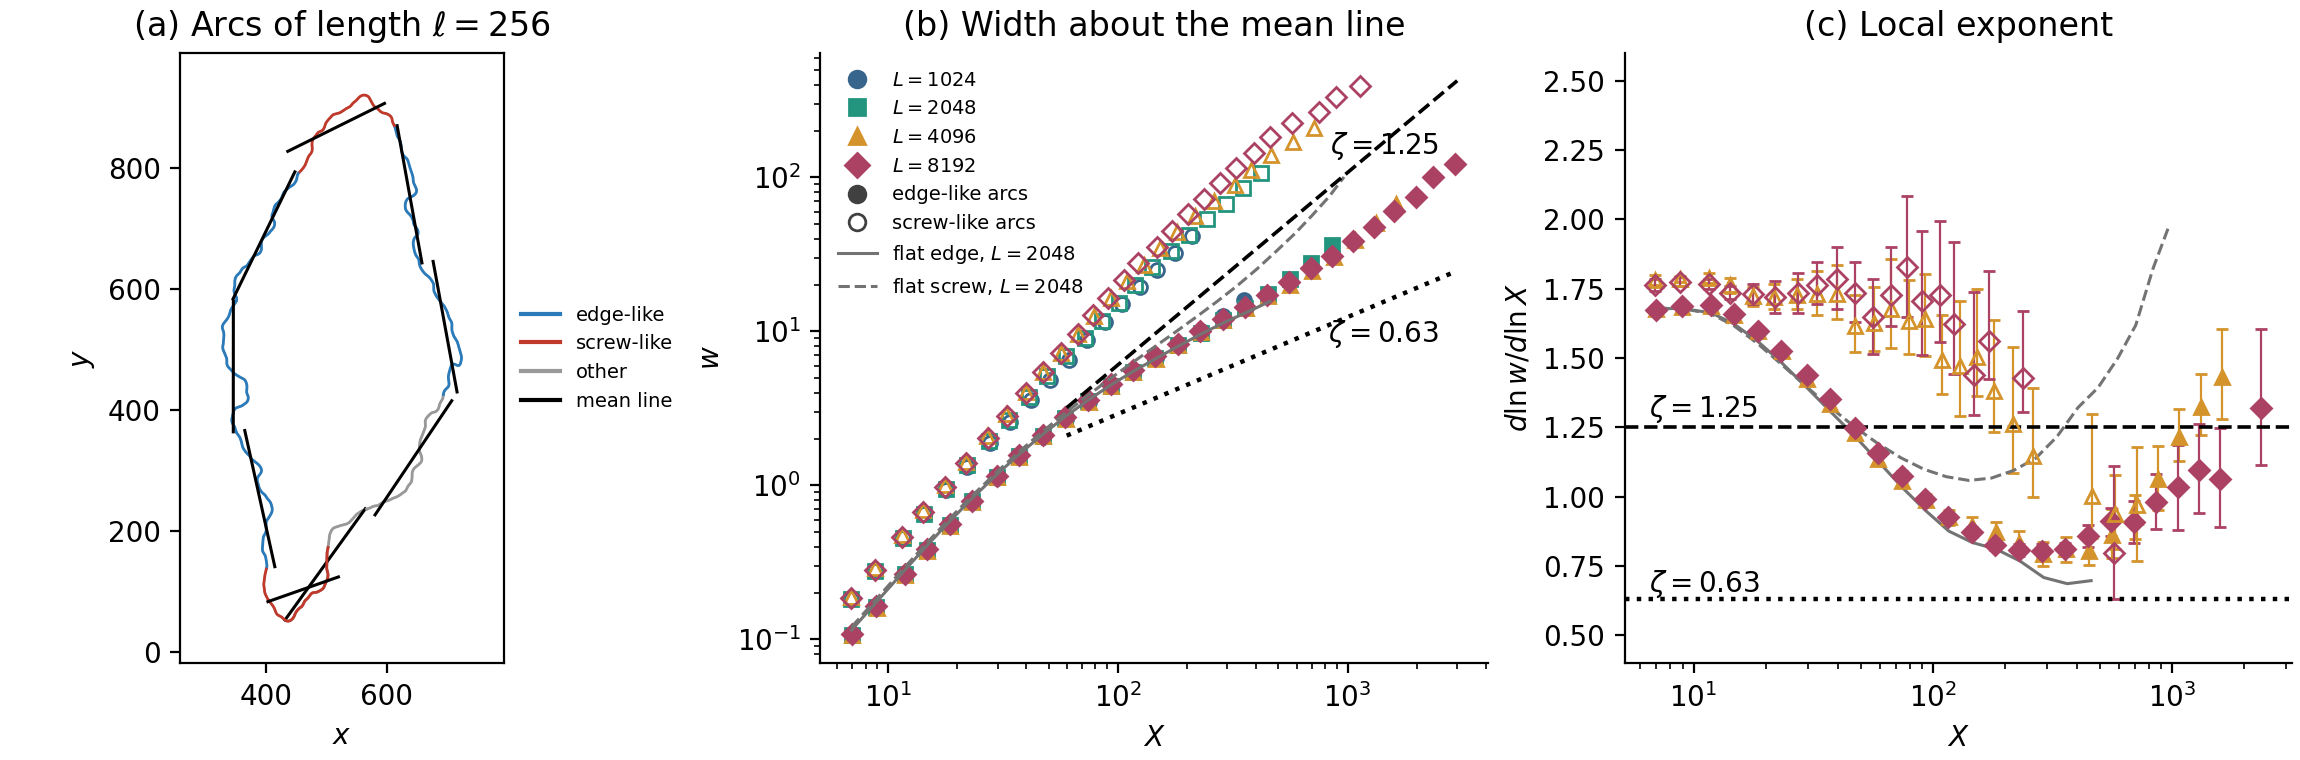 (a) Arcs of length ℓ = 256
800
600
400
200
0
400
600
x
y
edge-like
screw-like
other
mean line
(b) Width about the mean line
L = 1024
L = 2048
L = 4096
L = 8192
edge-like arcs
screw-like arcs
flat edge, L = 2048
flat screw, L = 2048
ζ = 1.25
ζ = 0.63
10²
10¹
10⁰
10⁻¹
10¹
10²
10³
X
w
(c) Local exponent
2.50
2.25
2.00
1.75
1.50
1.25
1.00
0.75
0.50
ζ = 1.25
ζ = 0.63
10¹
10²
10³
X
d ln w/d ln X